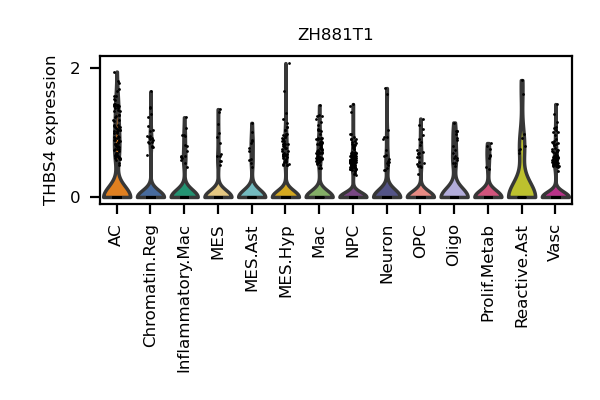 ZH881T1
THBS4 expression
2
0
AC
Chromatin.Reg
Inflammatory.Mac
MES
MES.Ast
MES.Hyp
Mac
NPC
Neuron
OPC
Oligo
Prolif.Metab
Reactive.Ast
Vasc